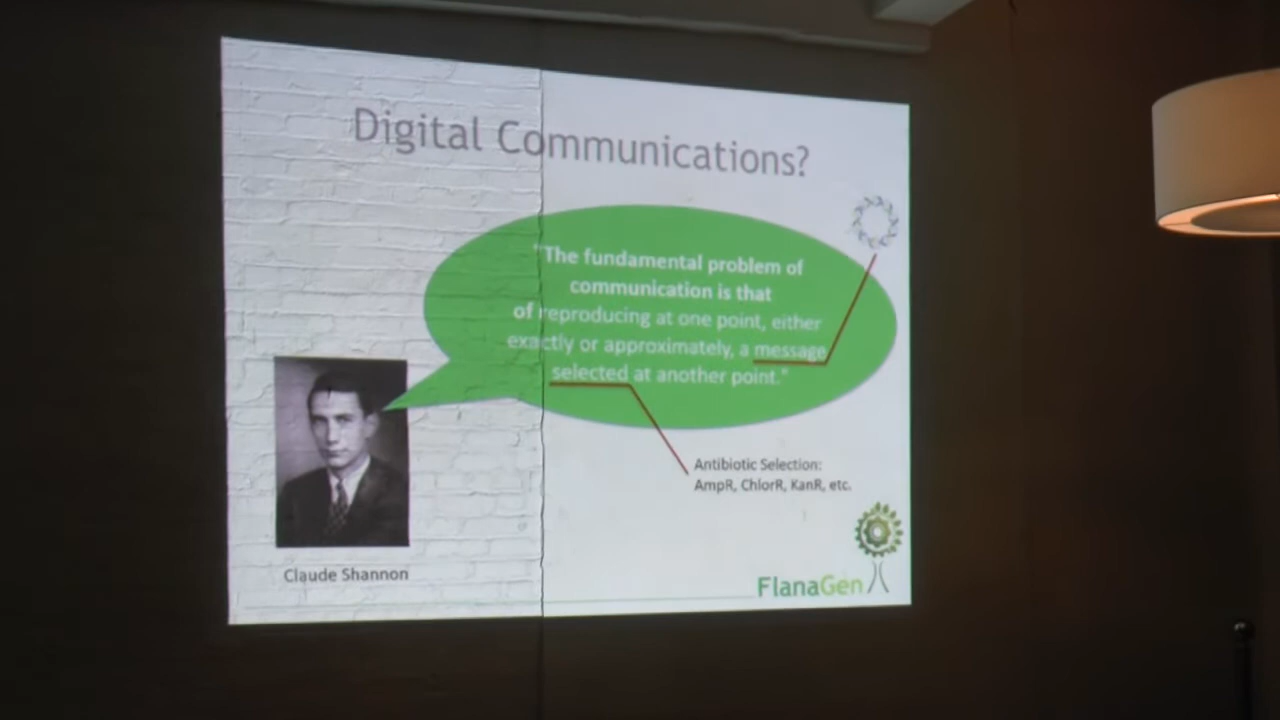 Digital Communications?
"The fundamental problem of
communication is that
of reproducing at one point, either
exactly or approximately, a message
selected at another point."
Antibiotic Selection:
AmpR, ChlorR, KanR, etc.
Claude Shannon
FlanaGen